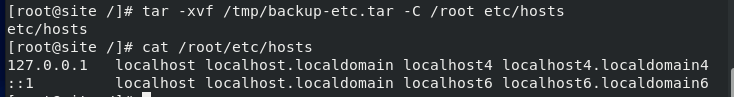 [root@site /]# tar -xvf /tmp/backup-etc.tar -C /root etc/hosts
etc/hosts
[root@site /]# cat /root/etc/hosts
127.0.0.1   localhost localhost.localdomain localhost4 localhost4.localdomain4
::1         localhost localhost.localdomain localhost6 localhost6.localdomain6
[root@site /]#